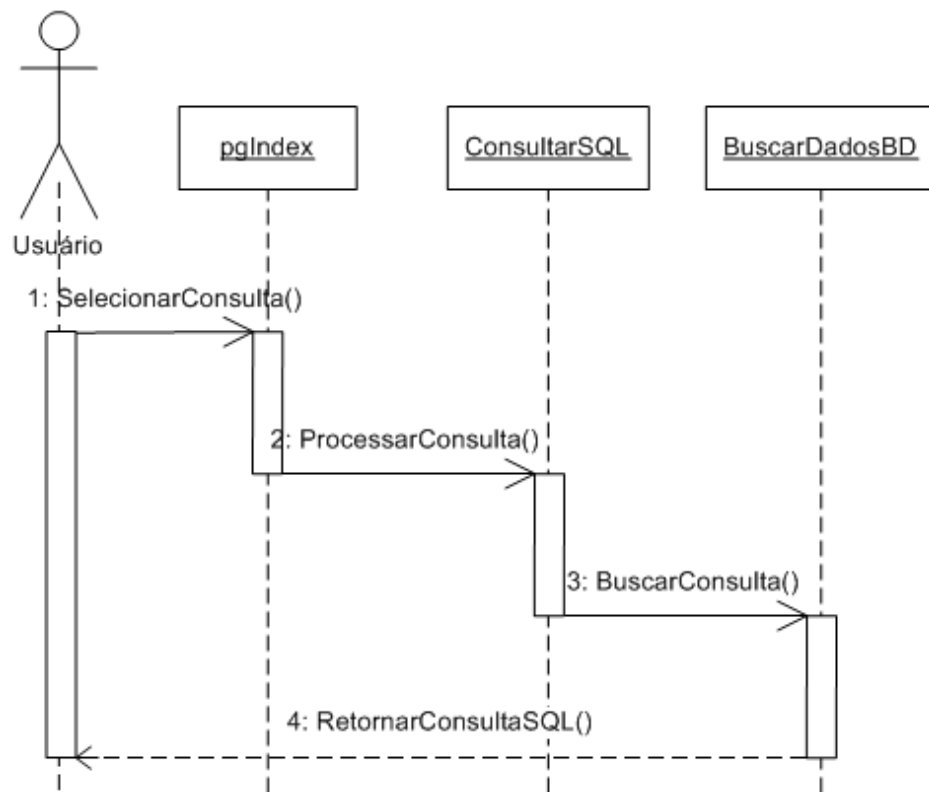 pgIndex
ConsultarSQL
BuscarDadosBD
Usuário
1: SelecionarConsulta()
2: ProcessarConsulta()
3: BuscarConsulta()
4: RetornarConsultaSQL()